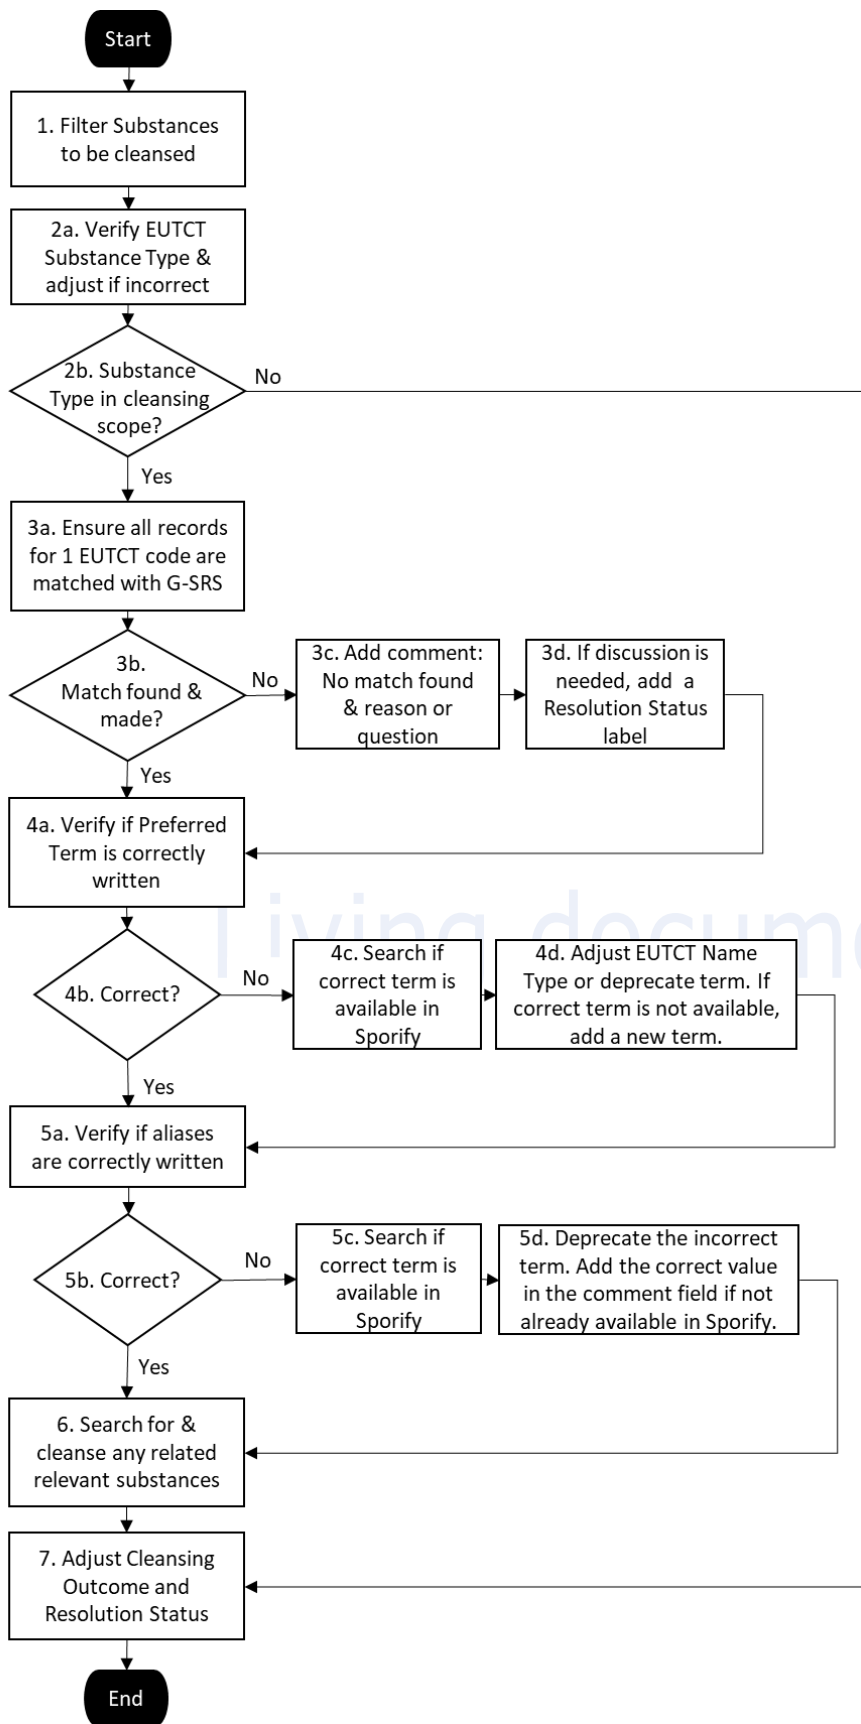 Start
1. Filter Substances
to be cleansed
2a. Verify EUTCT
Substance Type &
adjust if incorrect
2b. Substance
Type in cleansing
scope?
No
Yes
3a. Ensure all records
for 1 EUTCT code are
matched with G-SRS
3b.
Match found &
made?
No
3c. Add comment:
No match found
& reason or
question
3d. If discussion is
needed, add a
Resolution Status
label
Yes
4a. Verify if Preferred
Term is correctly
written
Living docume
4b. Correct?
No
4c. Search if
correct term is
available in
Sporify
4d. Adjust EUTCT Name
Type or deprecate term. If
correct term is not available,
add a new term.
Yes
5a. Verify if aliases
are correctly written
5b. Correct?
No
5c. Search if
correct term is
available in
Sporify
5d. Deprecate the incorrect
term. Add the correct value
in the comment field if not
already available in Sporify.
Yes
6. Search for &
cleanse any related
relevant substances
7. Adjust Cleansing
Outcome and
Resolution Status
End